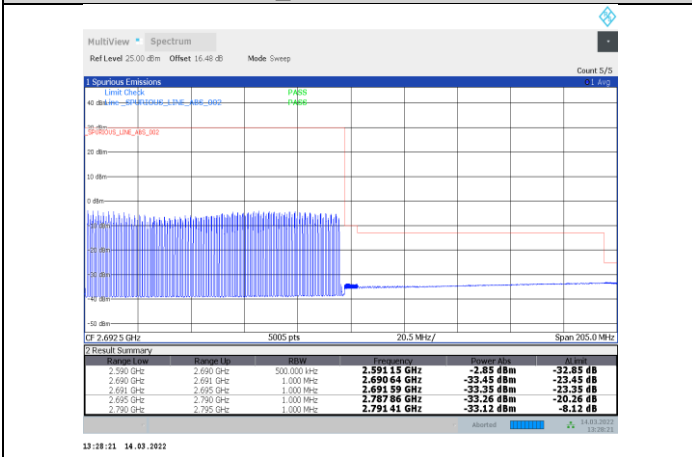 MultiView Spectrum
Ref Level 25.00 dBm Offset 16.48 dB Mode Sweep
Count 5/5
1 Spurious Emissions 1 Avg
Limit Check PASS
40 dBm Line _SPURIOUS_LINE_ABS_002 PASS
30 dBm
_SPURIOUS_LINE_ABS_002
20 dBm
10 dBm
0 dBm
-10 dBm
-20 dBm
-30 dBm
-40 dBm
-50 dBm
CF 2.6925 GHz 5005 pts 20.5 MHz/ Span 205.0 MHz
2 Result Summary
Range Low Range Up RBW Frequency Power Abs ΔLimit
2.590 GHz 2.690 GHz 500.000 kHz 2.591 15 GHz -2.85 dBm -32.85 dB
2.690 GHz 2.691 GHz 1.000 MHz 2.690 64 GHz -33.45 dBm -23.45 dB
2.691 GHz 2.695 GHz 1.000 MHz 2.691 59 GHz -33.35 dBm -23.35 dB
2.695 GHz 2.790 GHz 1.000 MHz 2.787 86 GHz -33.26 dBm -20.26 dB
2.790 GHz 2.795 GHz 1.000 MHz 2.791 41 GHz -33.12 dBm -8.12 dB
Aborted 14.03.2022
13:28:21
13:28:21 14.03.2022